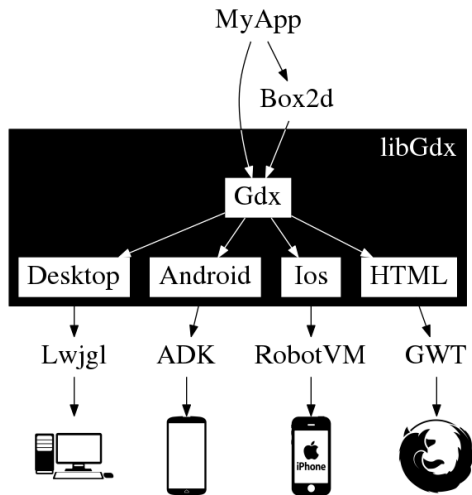 MyApp
Box2d
libGdx
Gdx
Desktop Android Ios HTML
Lwjgl ADK RobotVM GWT
iPhone